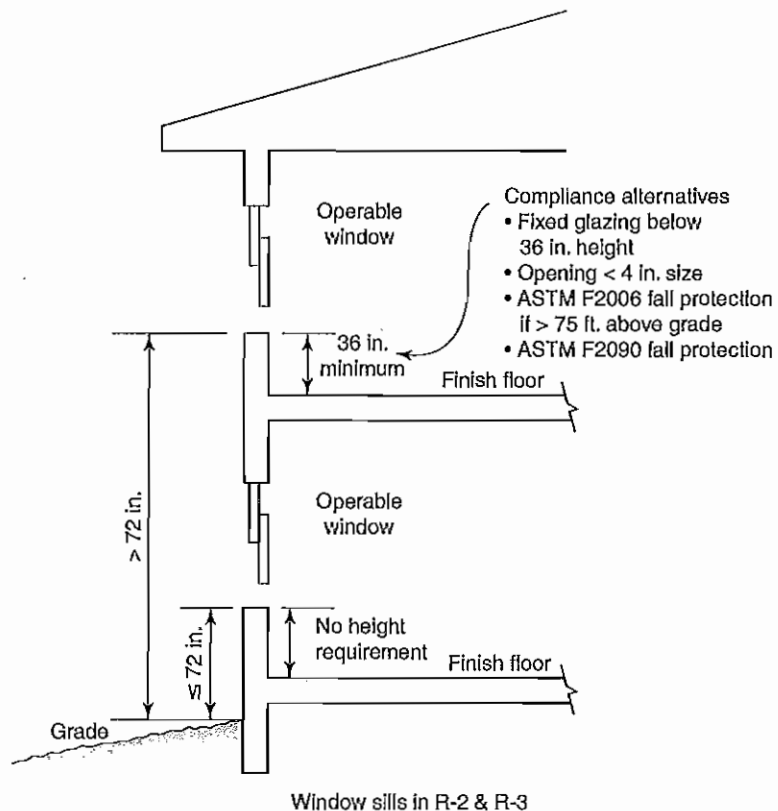 Operable
window
Compliance alternatives
• Fixed glazing below
36 in. height
• Opening < 4 in. size
• ASTM F2006 fall protection
if > 75 ft. above grade
• ASTM F2090 fall protection
36 in.
minimum
Finish floor
> 72 in.
Operable
window
≤ 72 in.
No height
requirement
Finish floor
Grade
Window sills in R-2 & R-3